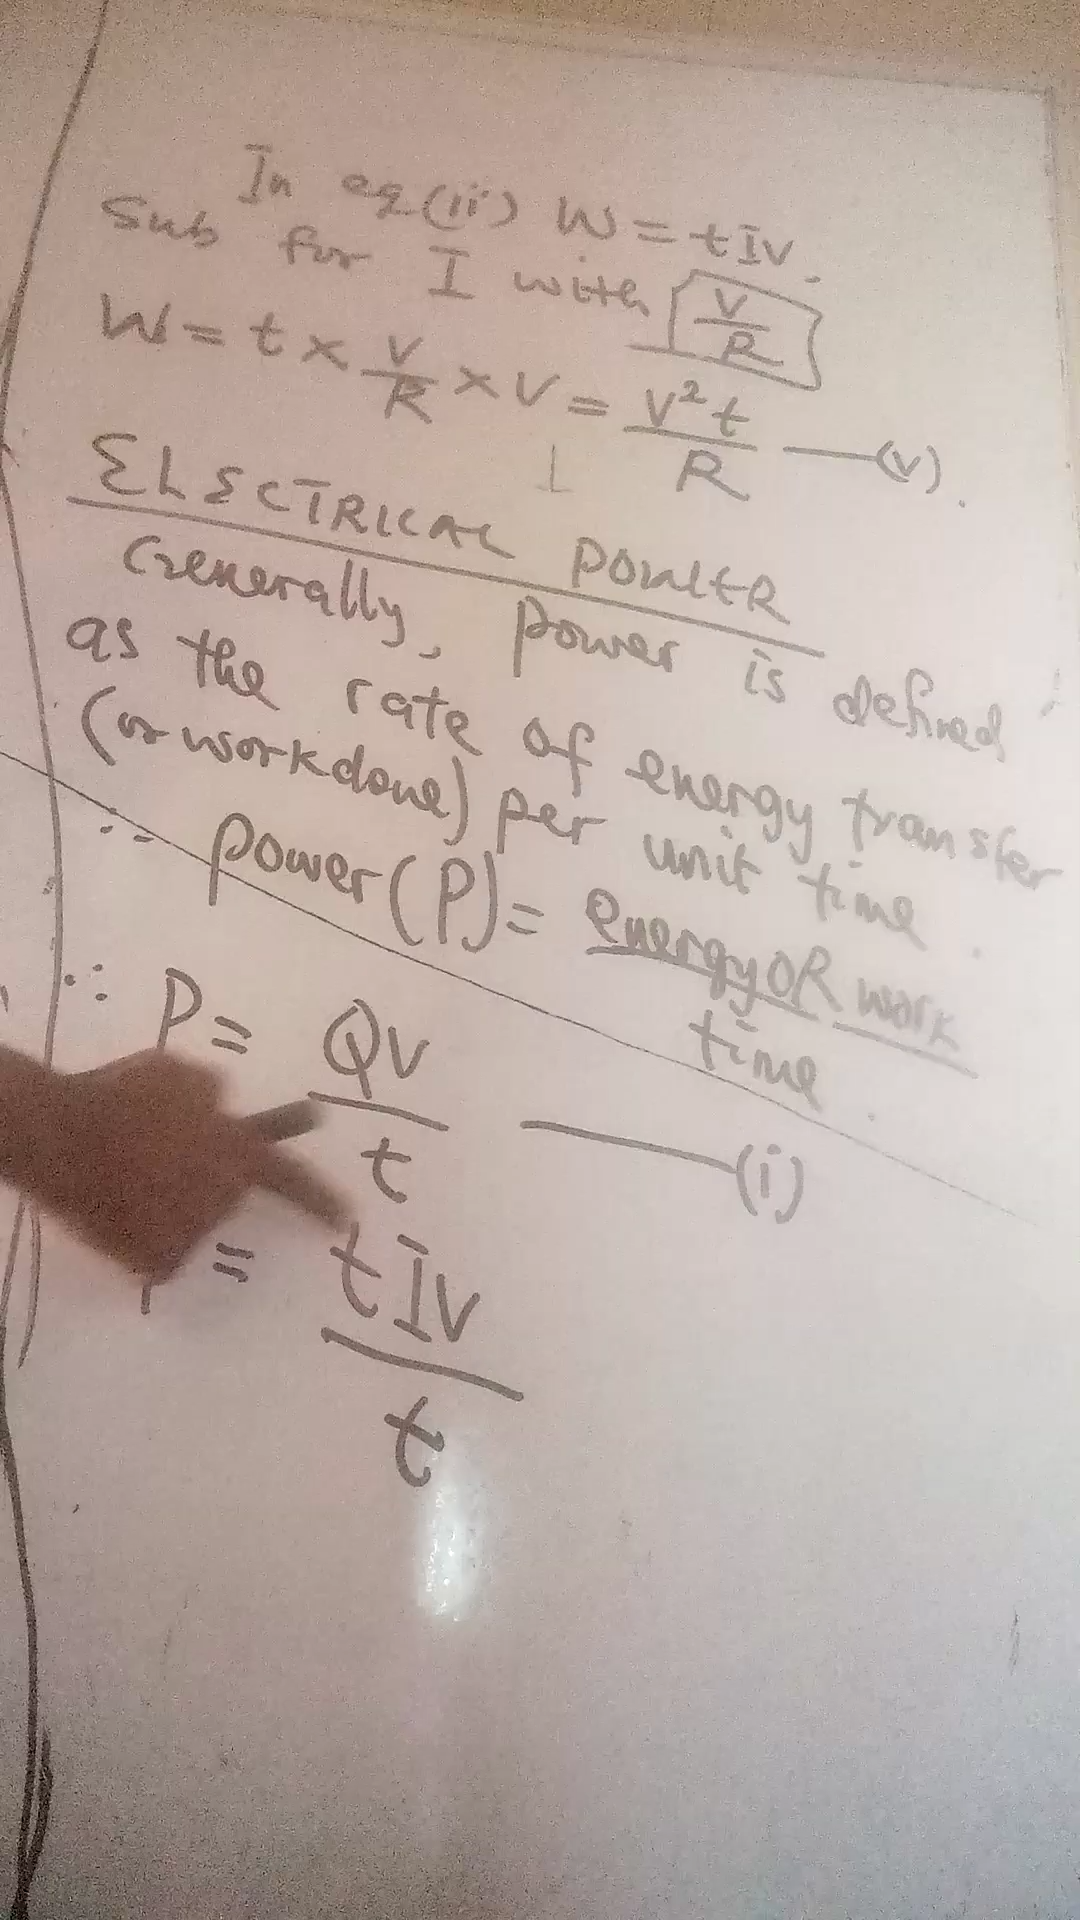 In eq(ii) W = tIV.
Sub for I with V/R
W = t × V/R × V = V²t/R —(v).
ELECTRICAL POWER
Generally, power is defined
as the rate of energy transfer
(or workdone) per unit time.
∴ power(P) = energy OR work / time.
∴ P = QV/t —(i)
= tIV/t